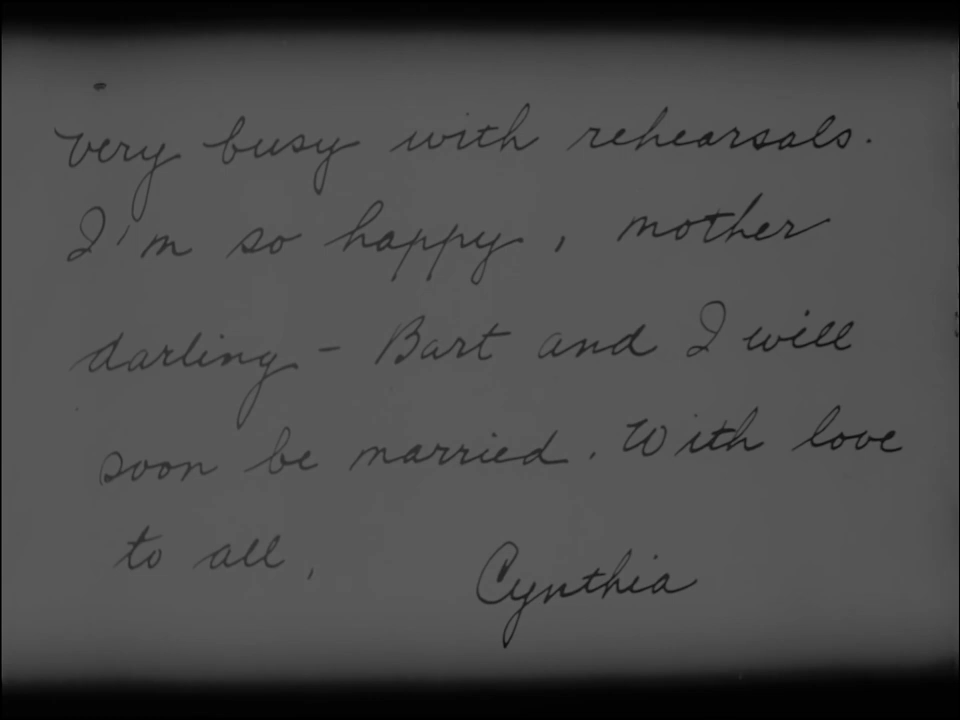 very busy with rehearsals.
I'm so happy, mother
darling - Bart and I will
soon be married. With love
to all,
Cynthia